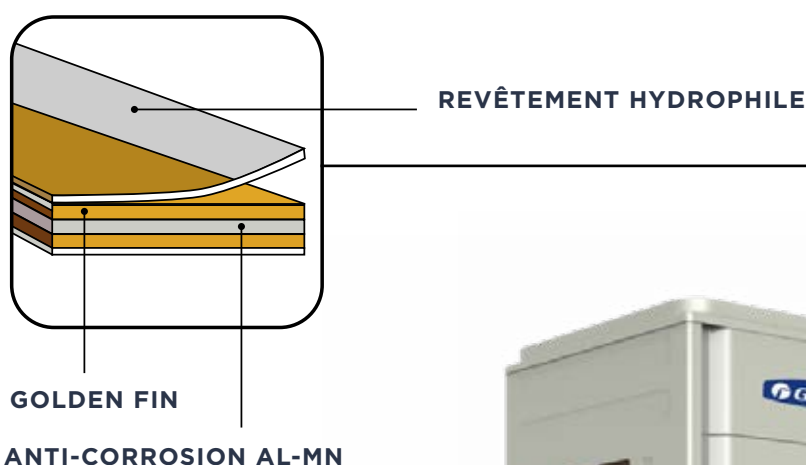 REVÊTEMENT HYDROPHILE
GOLDEN FIN
ANTI-CORROSION AL-MN
G